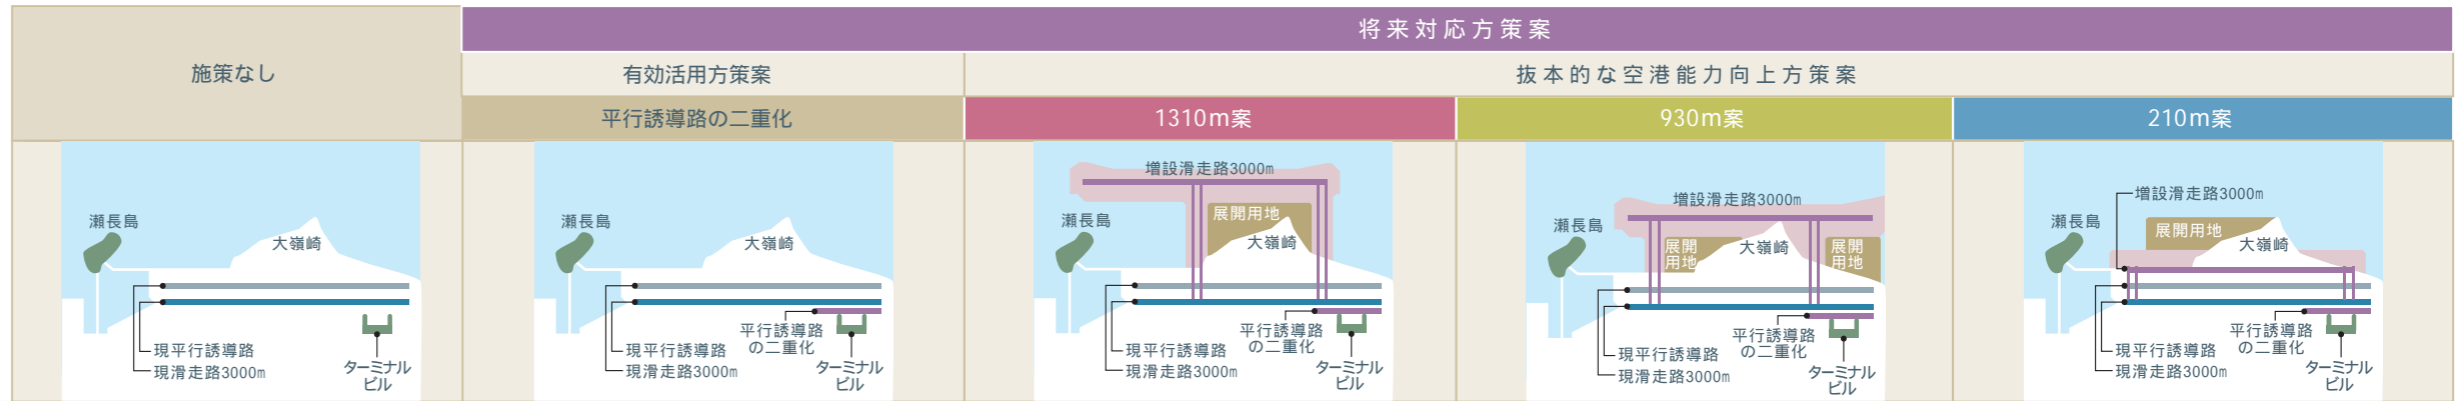 施策なし
将来対応方策案
有効活用方策案
抜本的な空港能力向上方策案
平行誘導路の二重化
1310m案
930m案
210m案
瀬長島
大嶺崎
現平行誘導路
現滑走路3000m
ターミナル
ビル
瀬長島
大嶺崎
平行誘導路
の二重化
現平行誘導路
現滑走路3000m
ターミナル
ビル
増設滑走路3000m
展開用地
瀬長島
大嶺崎
平行誘導路
の二重化
現平行誘導路
現滑走路3000m
ターミナル
ビル
増設滑走路3000m
瀬長島
展開
用地
大嶺崎
展開
用地
平行誘導路
の二重化
現平行誘導路
現滑走路3000m
ターミナル
ビル
増設滑走路3000m
瀬長島
展開用地
大嶺崎
平行誘導路
の二重化
現平行誘導路
現滑走路3000m
ターミナル
ビル